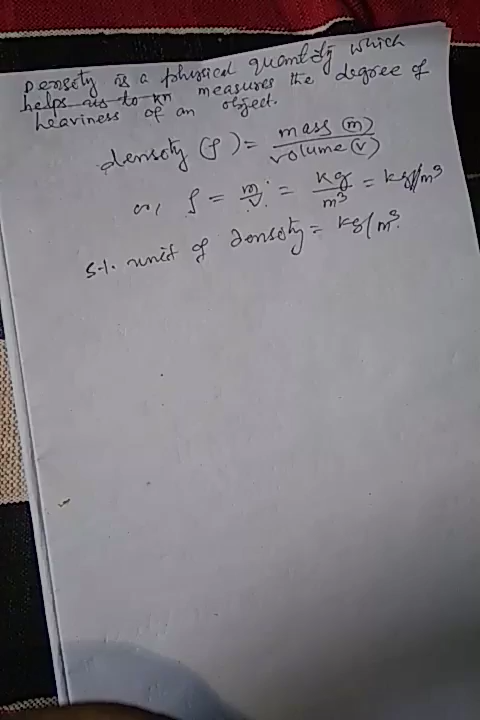 Density is a physical quantity which
helps us to kn measures the degree of
heaviness of an object.
density (ρ) = mass (m) / volume (v)
or, ρ = m/v = kg/m³ = kg/m³
S.I. unit of density = kg/m³.